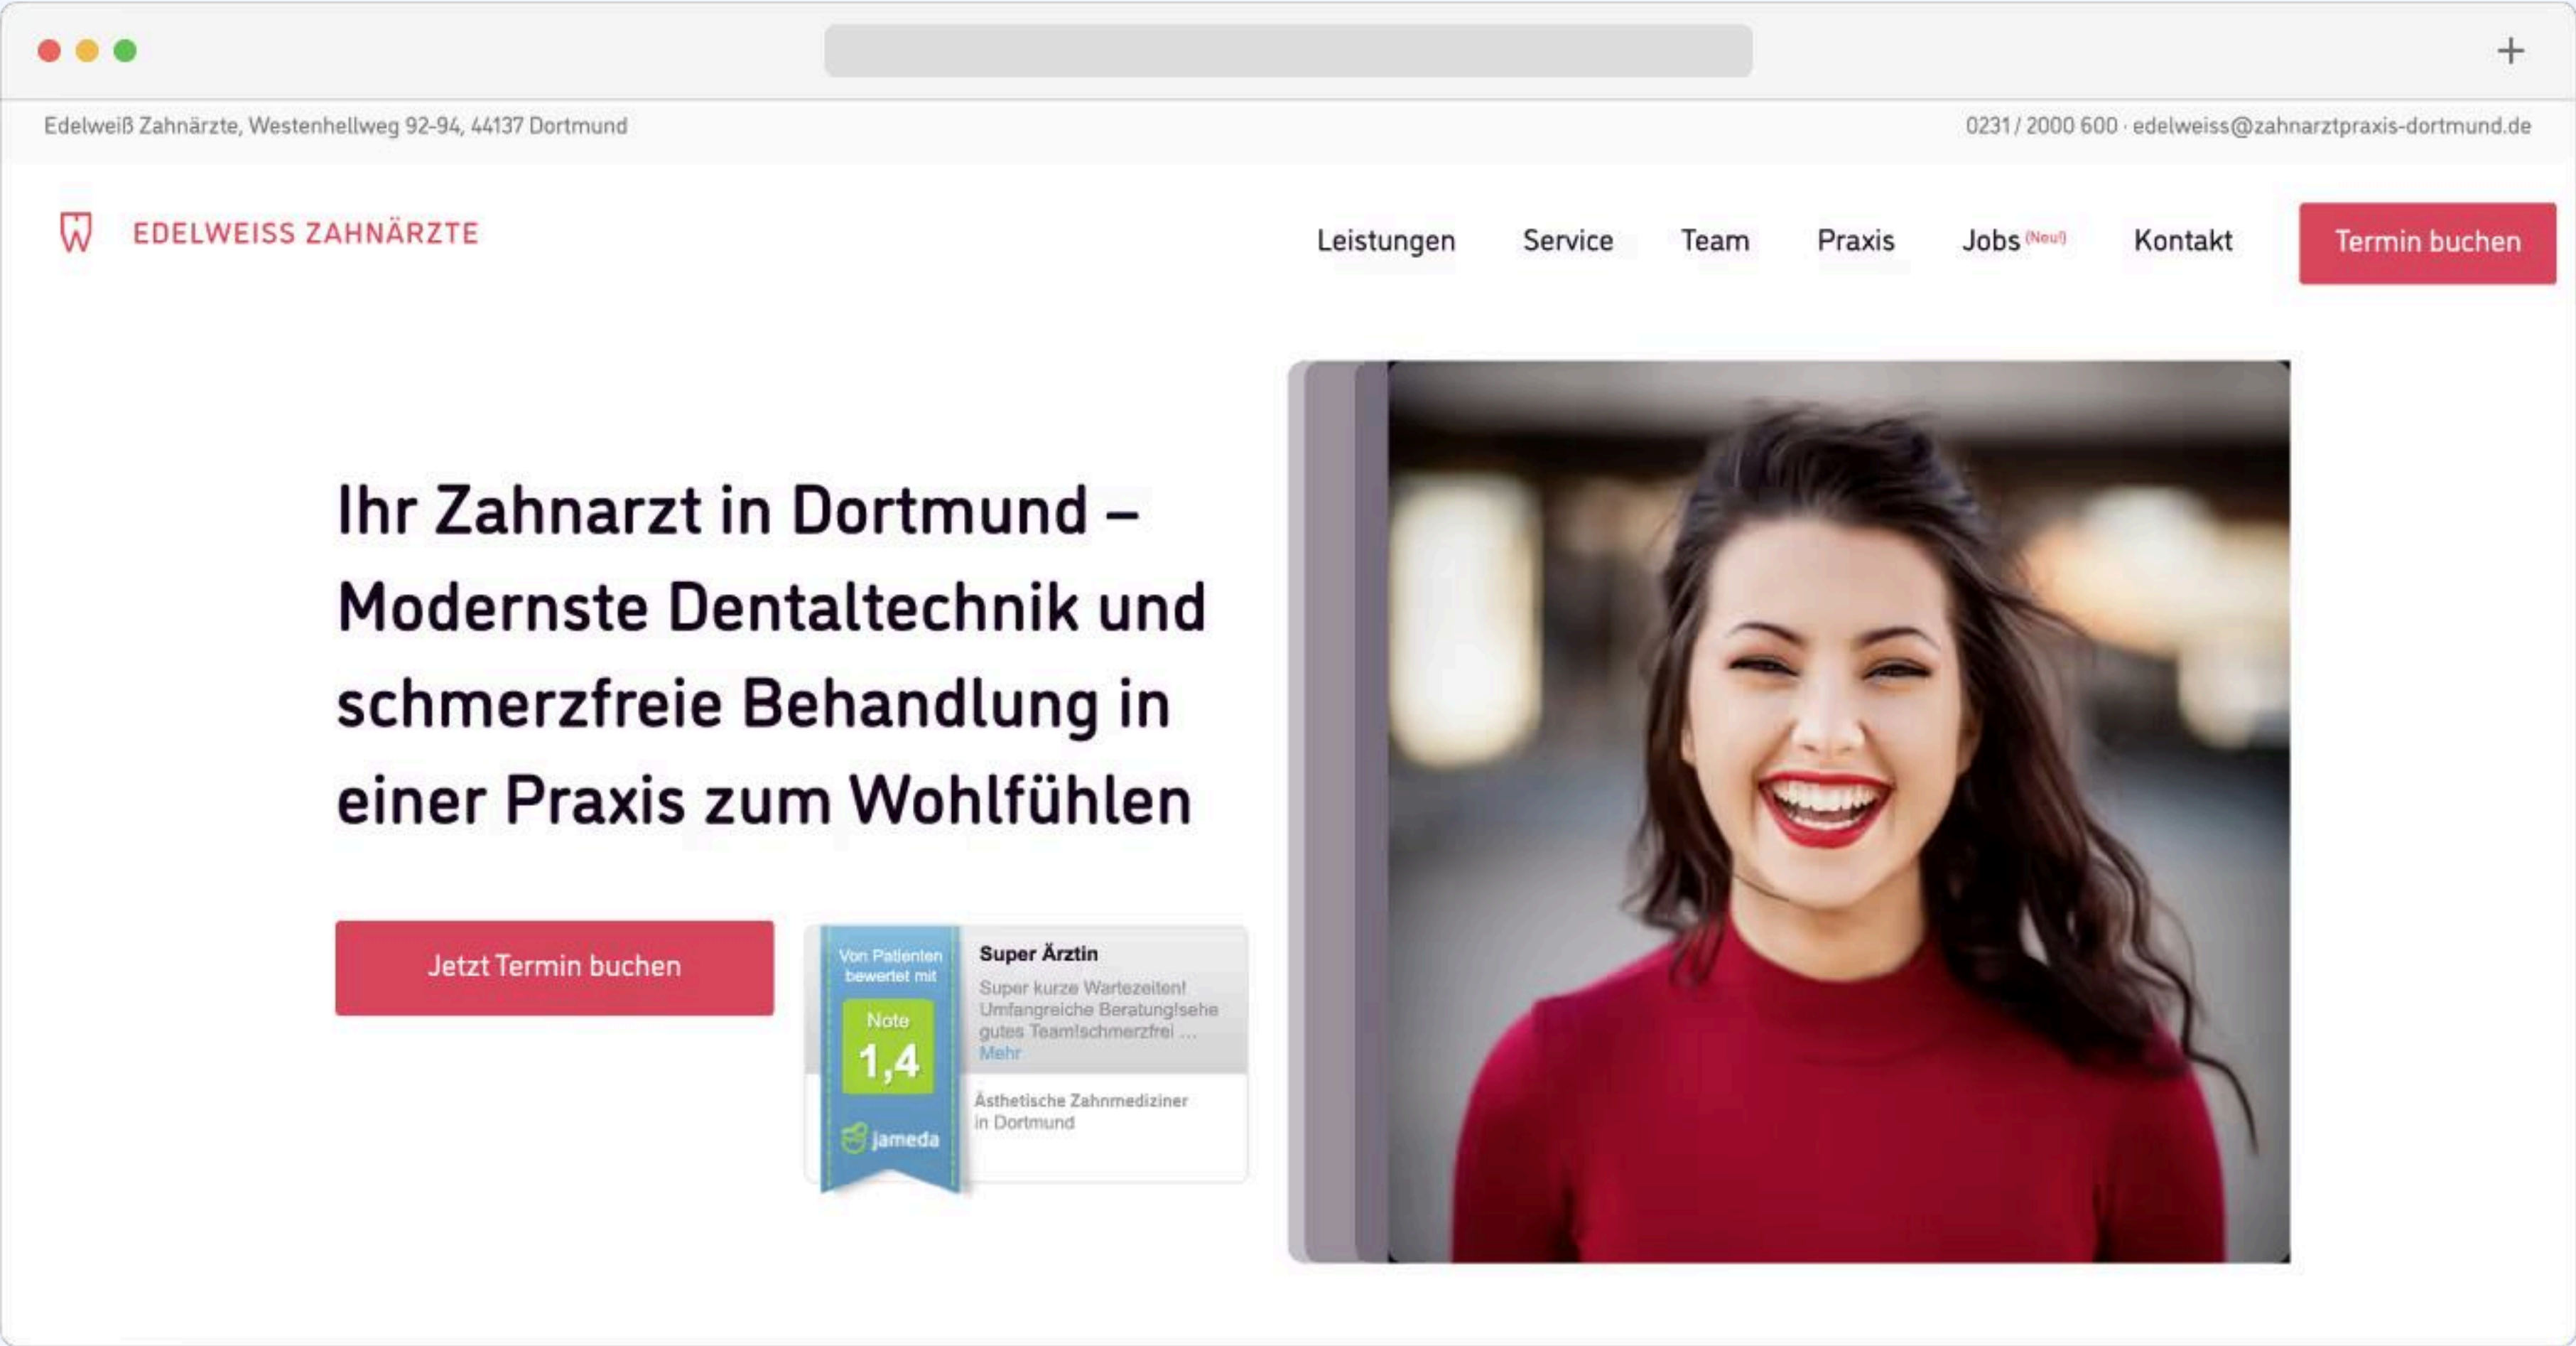 Edelweiß Zahnärzte, Westenhellweg 92-94, 44137 Dortmund
0231 / 2000 600 · edelweiss@zahnarztpraxis-dortmund.de
EDELWEISS ZAHNÄRZTE
Leistungen
Service
Team
Praxis
Jobs (Neu!)
Kontakt
Termin buchen
Ihr Zahnarzt in Dortmund –
Modernste Dentaltechnik und
schmerzfreie Behandlung in
einer Praxis zum Wohlfühlen
Jetzt Termin buchen
Von Patienten
bewertet mit
Note
1,4
jameda
Super Ärztin
Super kurze Wartezeiten!
Umfangreiche Beratung!sehe
gutes Team!schmerzfrei ...
Mehr
Ästhetische Zahnmediziner
in Dortmund